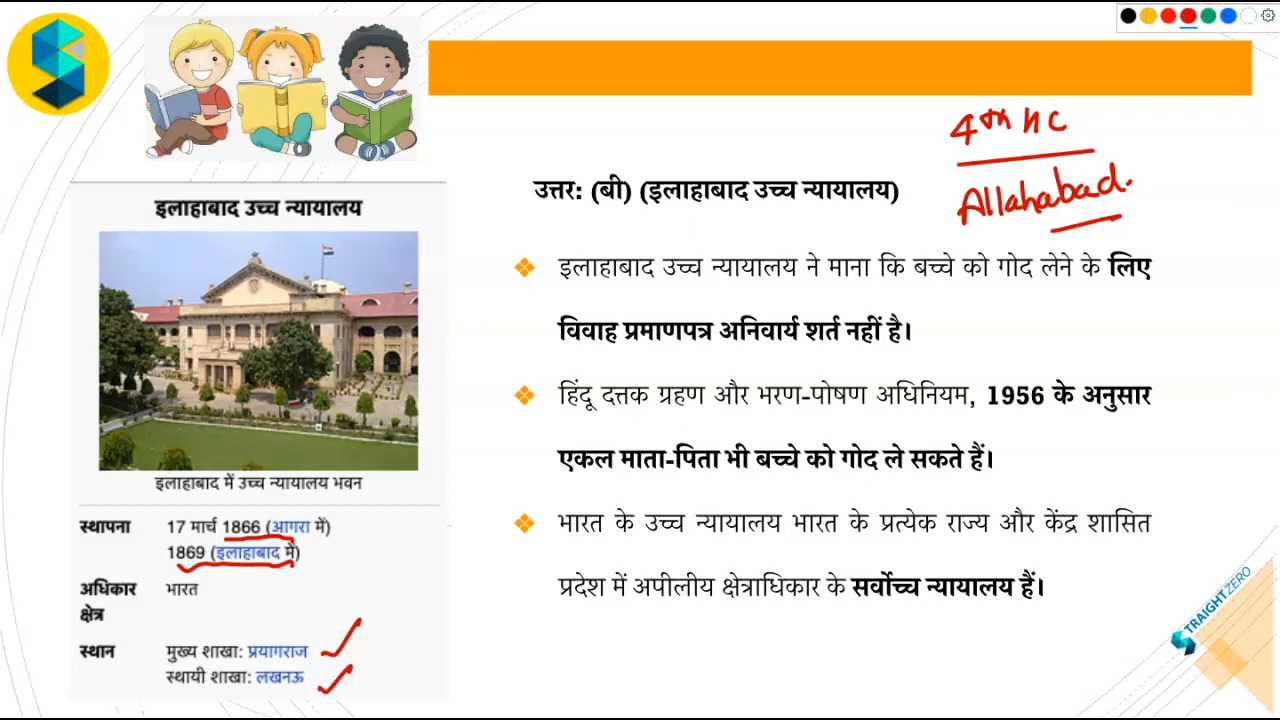 4th HC
Allahabad.
उत्तर: (बी) (इलाहाबाद उच्च न्यायालय)
इलाहाबाद उच्च न्यायालय ने माना कि बच्चे को गोद लेने के लिए
विवाह प्रमाणपत्र अनिवार्य शर्त नहीं है।
हिंदू दत्तक ग्रहण और भरण-पोषण अधिनियम, 1956 के अनुसार
एकल माता-पिता भी बच्चे को गोद ले सकते हैं।
भारत के उच्च न्यायालय भारत के प्रत्येक राज्य और केंद्र शासित
प्रदेश में अपीलीय क्षेत्राधिकार के सर्वोच्च न्यायालय हैं।
इलाहाबाद उच्च न्यायालय
इलाहाबाद में उच्च न्यायालय भवन
स्थापना 17 मार्च 1866 (आगरा में)
1869 (इलाहाबाद में)
अधिकार भारत
क्षेत्र
स्थान मुख्य शाखा: प्रयागराज
स्थायी शाखा: लखनऊ
STRAIGHTZERO